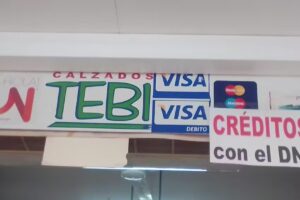 CALZADOS
TEBI
VISA
VISA
DEBITO
CRÉDITOS
con el DN